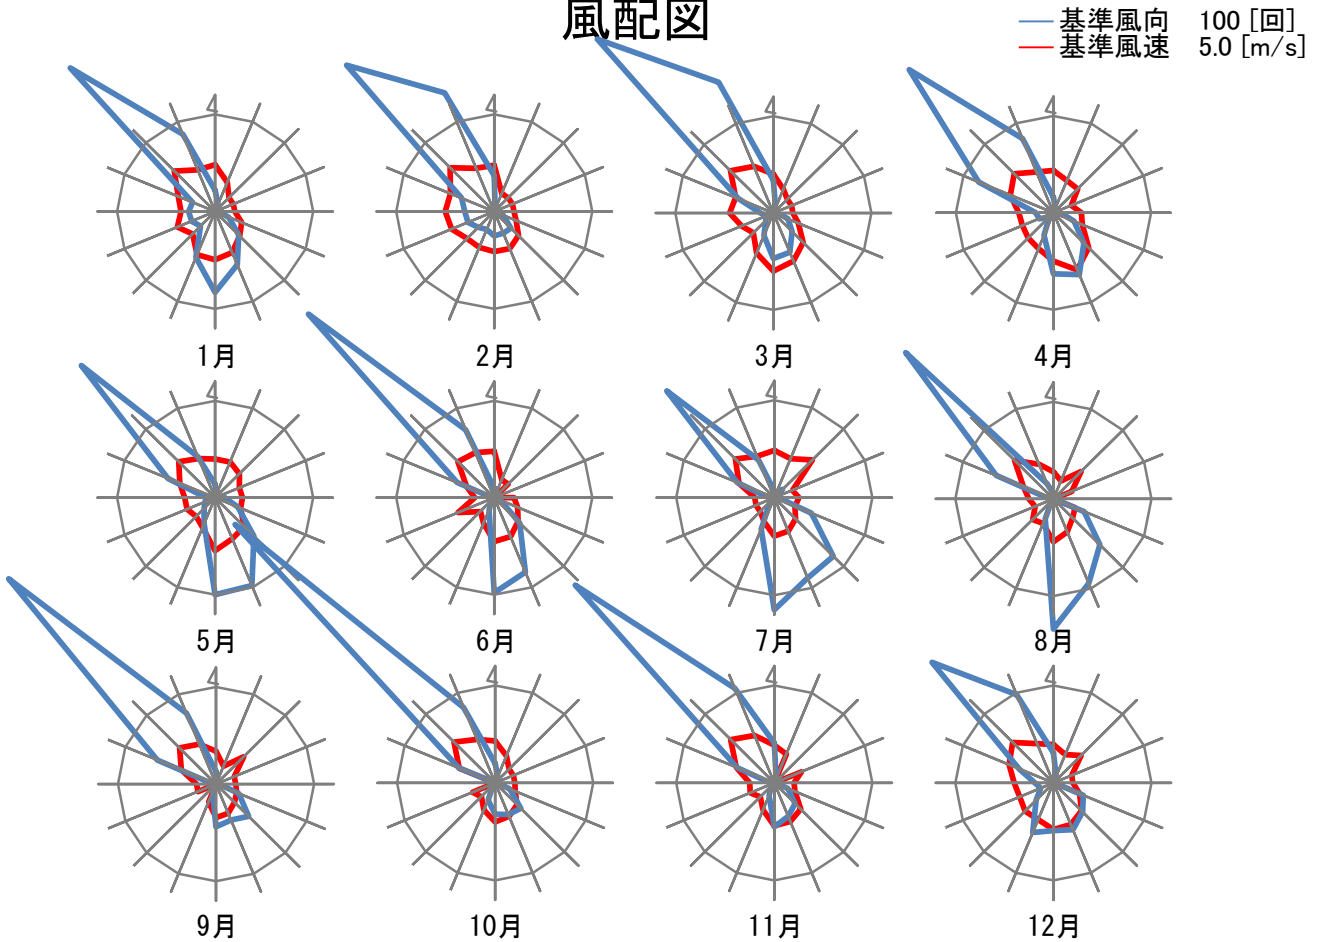 風配図
基準風向 100 [回]
基準風速 5.0 [m/s]
1月 2月 3月 4月
5月 6月 7月 8月
9月 10月 11月 12月